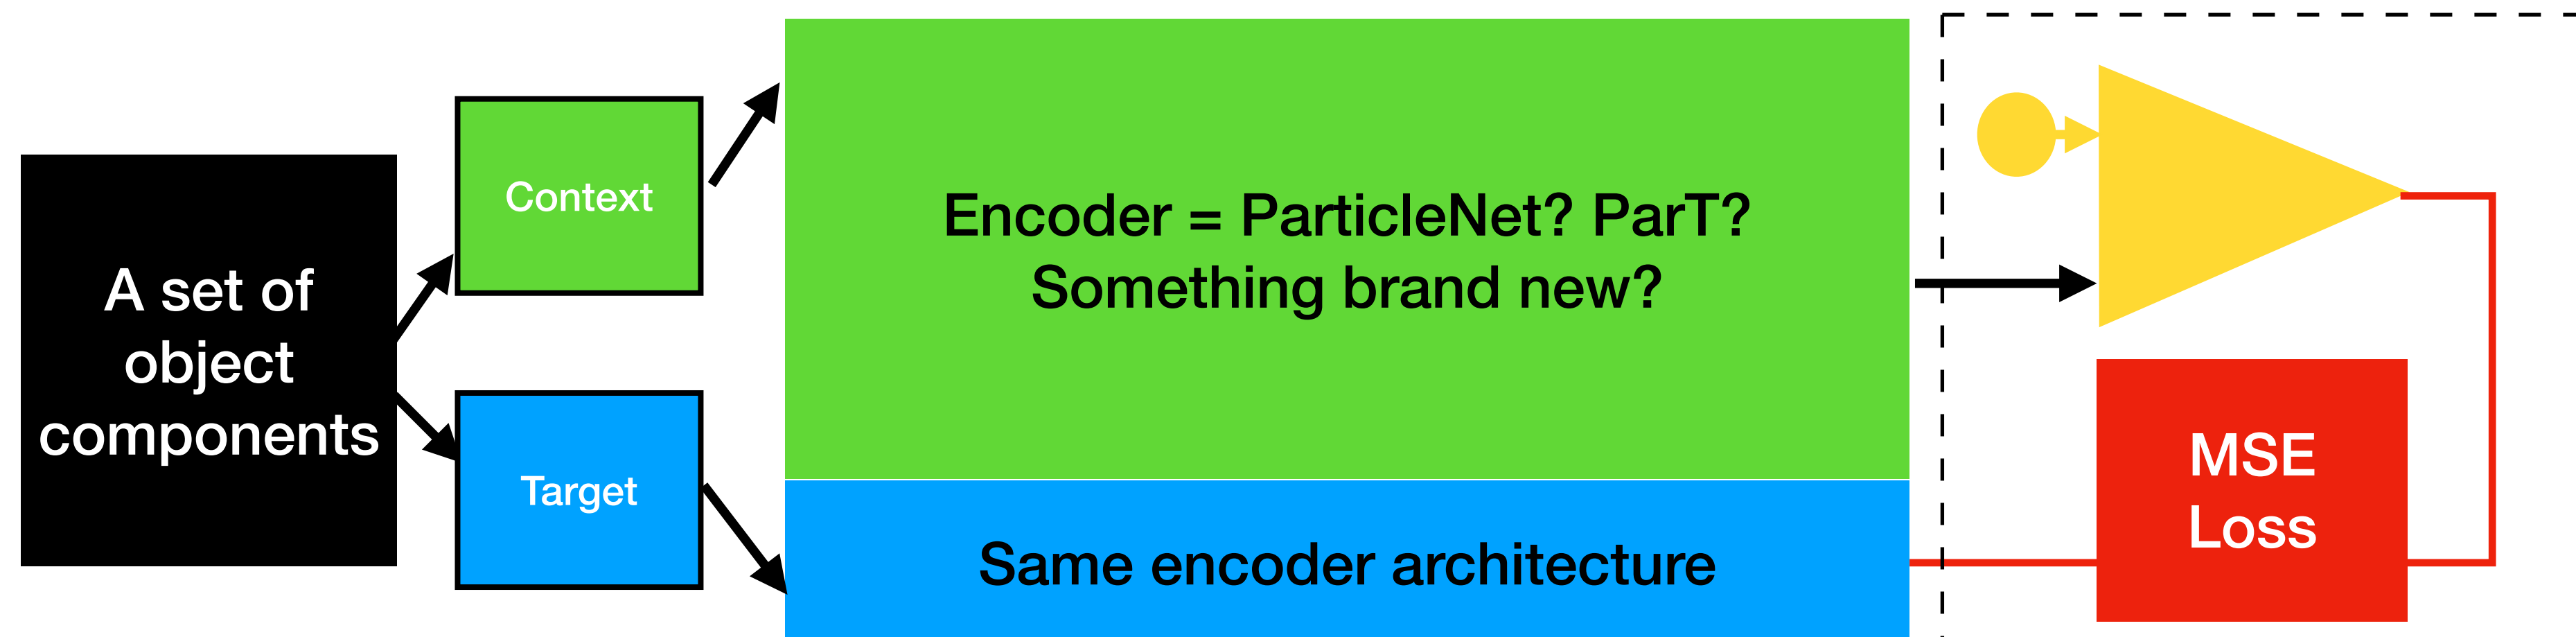 A set of
object
components
Context
Target
Encoder = ParticleNet? ParT?
Something brand new?
Same encoder architecture
MSE
Loss